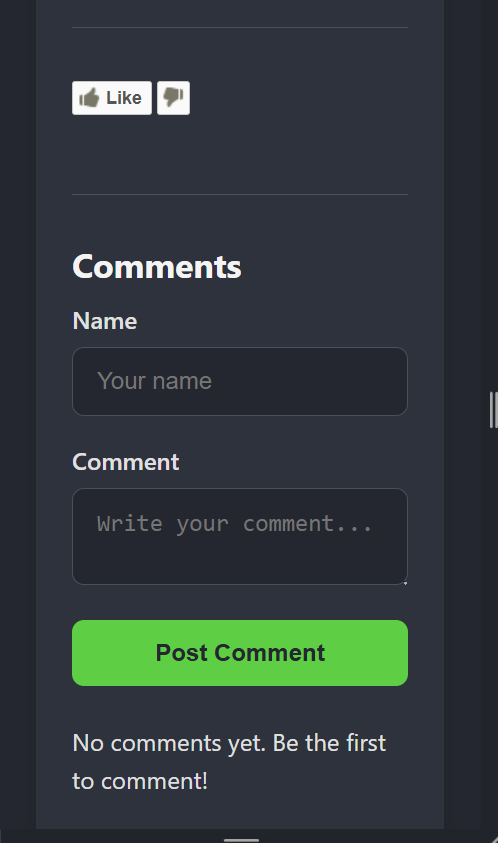 Like
Comments
Name
Your name
Comment
Write your comment...
Post Comment
No comments yet. Be the first
to comment!